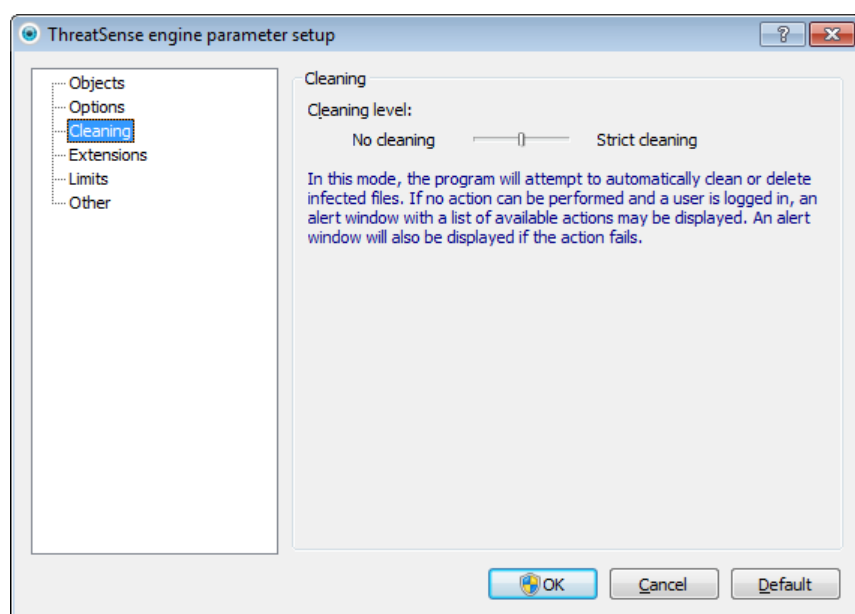 ThreatSense engine parameter setup
Objects
Options
Cleaning
Extensions
Limits
Other
Cleaning
Cleaning level:
No cleaning
Strict cleaning
In this mode, the program will attempt to automatically clean or delete
infected files. If no action can be performed and a user is logged in, an
alert window with a list of available actions may be displayed. An alert
window will also be displayed if the action fails.
OK
Cancel
Default